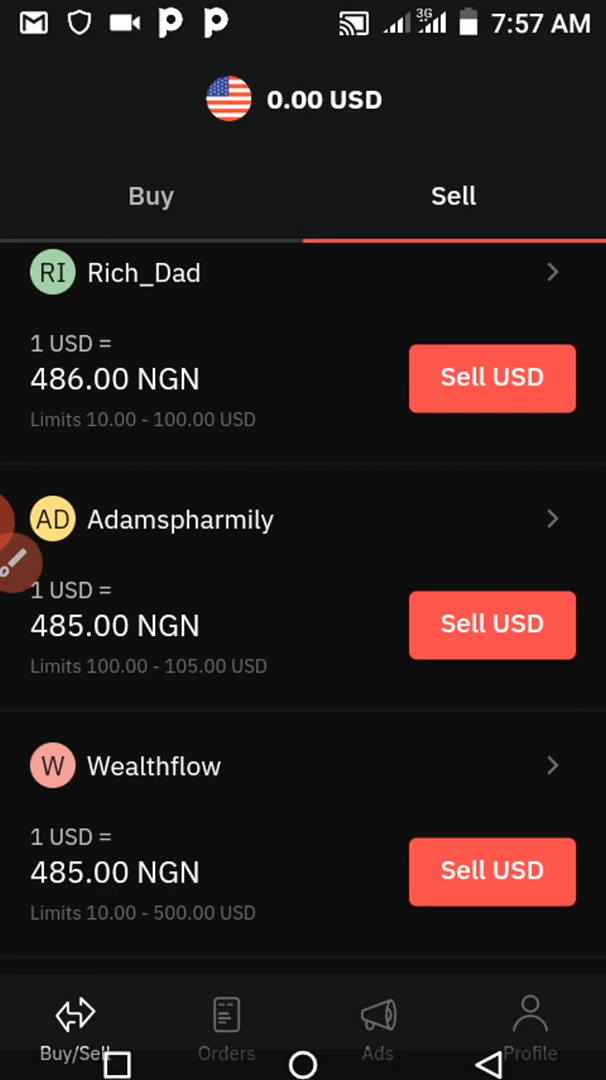 3G
7:57 AM
0.00 USD
Buy
Sell
RI Rich_Dad
1 USD =
486.00 NGN
Sell USD
Limits 10.00 - 100.00 USD
AD Adamspharmily
1 USD =
485.00 NGN
Sell USD
Limits 100.00 - 105.00 USD
W Wealthflow
1 USD =
485.00 NGN
Sell USD
Limits 10.00 - 500.00 USD
Buy/Sell
Orders
Ads
Profile